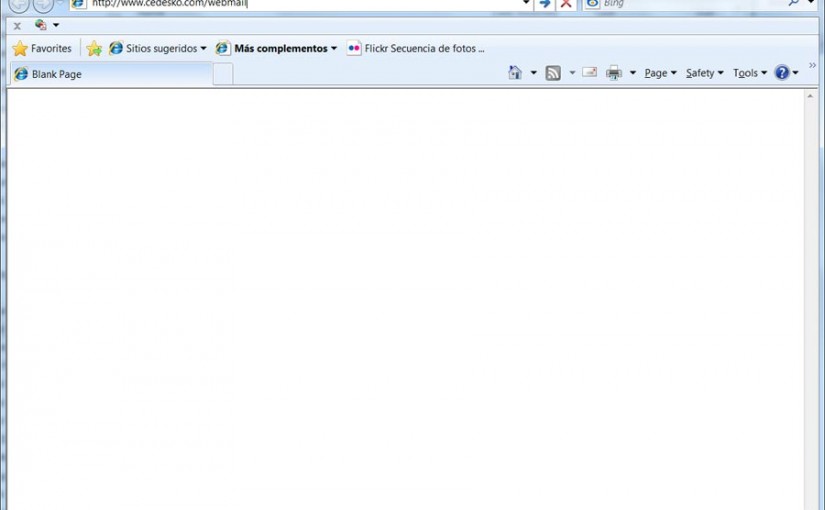 http://www.cedesko.com/webmail
Bing
x
Favorites Sitios sugeridos Más complementos Flickr Secuencia de fotos ...
Blank Page
Page Safety Tools